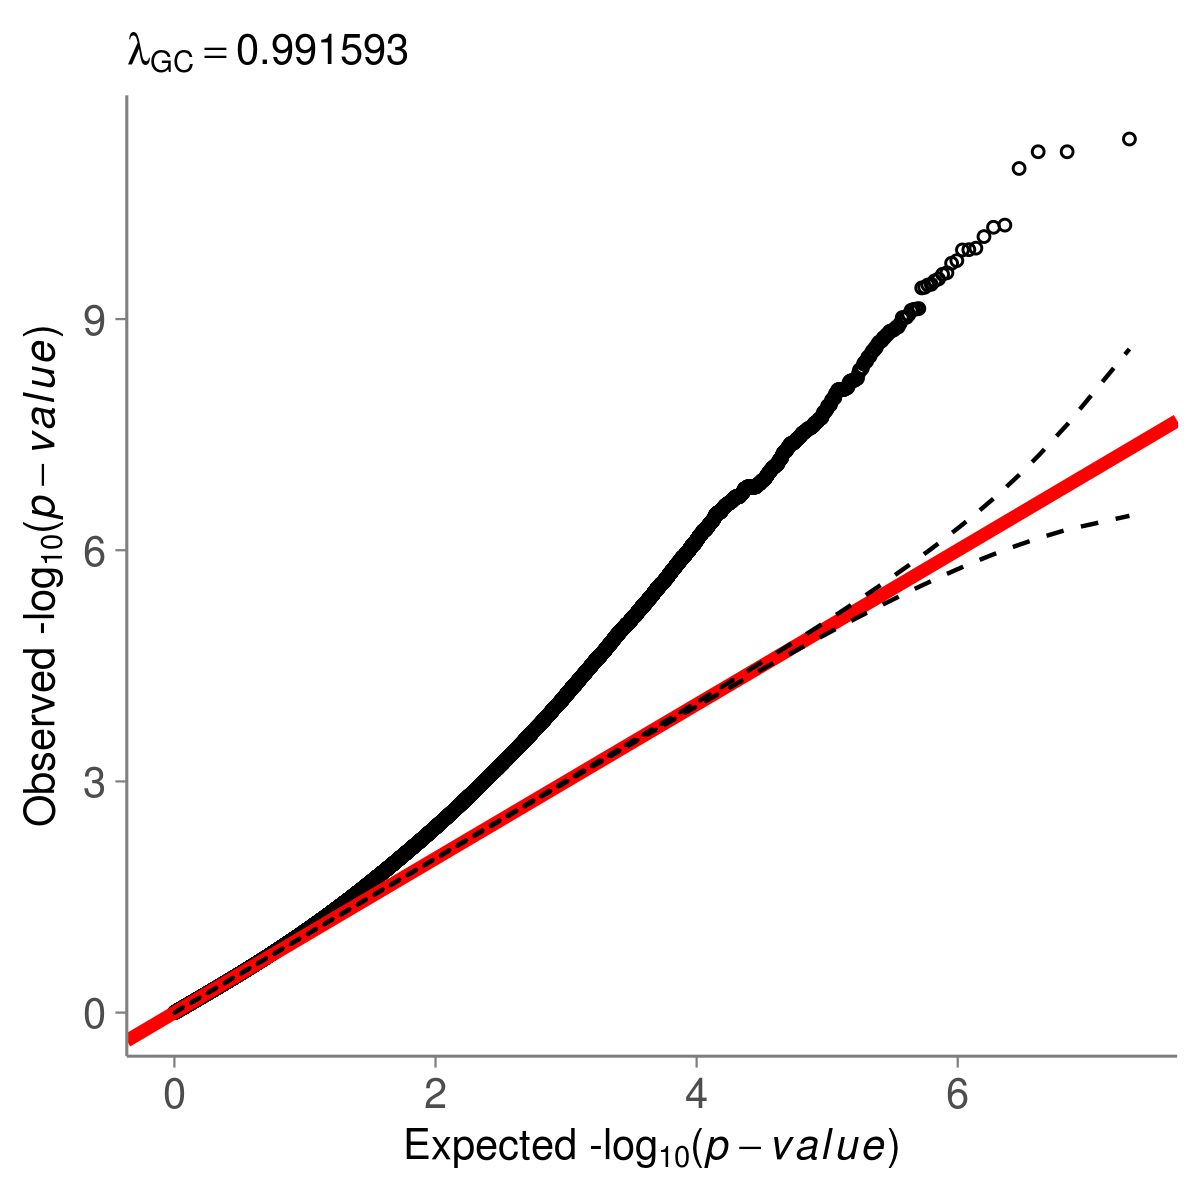 λGC = 0.991593
Observed -log10(p − value)
9
6
3
0
0 2 4 6
Expected -log10(p − value)